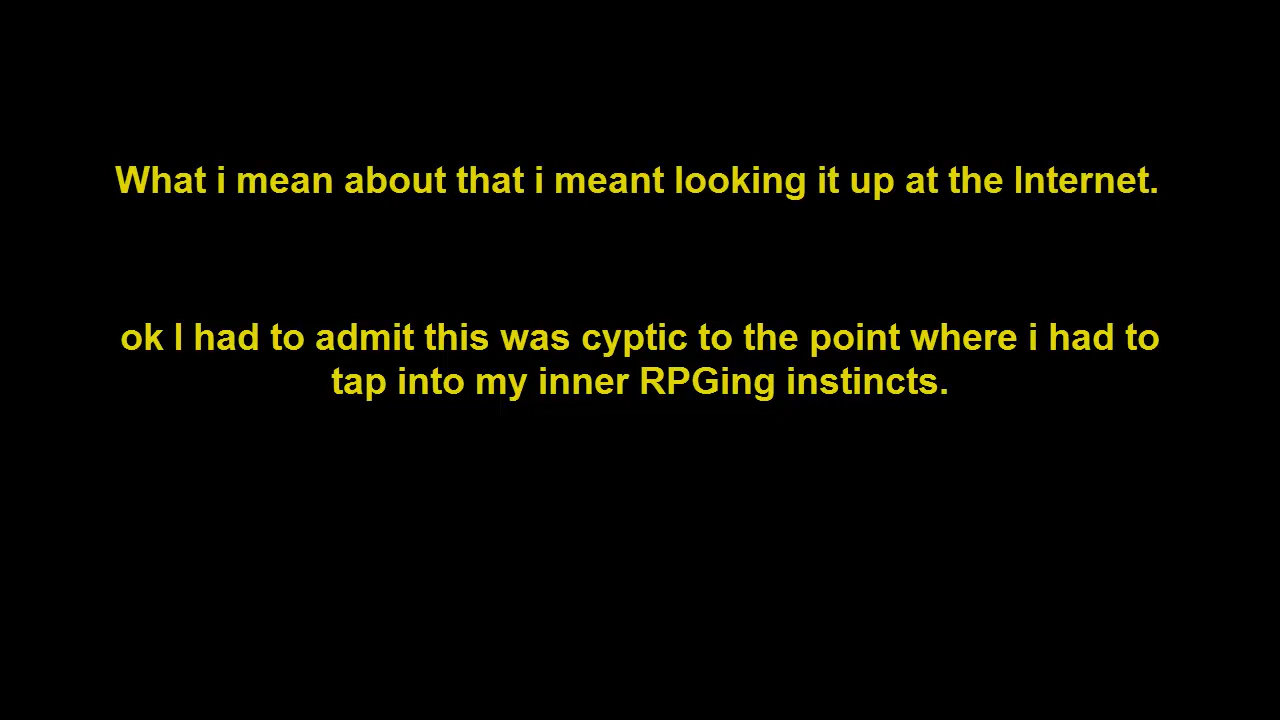 What i mean about that i meant looking it up at the Internet.
ok I had to admit this was cyptic to the point where i had to
tap into my inner RPGing instincts.